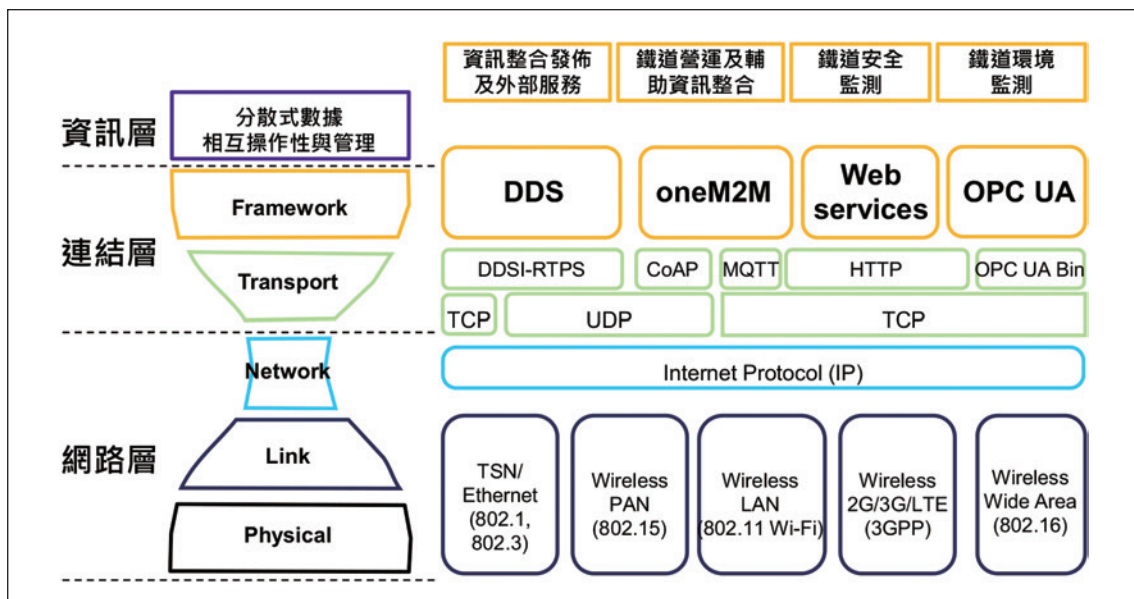 資訊整合發佈
及外部服務
鐵道營運及輔
助資訊整合
鐵道安全
監測
鐵道環境
監測
資訊層
分散式數據
相互操作性與管理
連結層
Framework
DDS
oneM2M
Web
services
OPC UA
Transport
DDSI-RTPS
CoAP
MQTT
HTTP
OPC UA Bin
TCP
UDP
TCP
網路層
Network
Internet Protocol (IP)
Link
Physical
TSN/
Ethernet
(802.1,
802.3)
Wireless
PAN
(802.15)
Wireless
LAN
(802.11 Wi-Fi)
Wireless
2G/3G/LTE
(3GPP)
Wireless
Wide Area
(802.16)